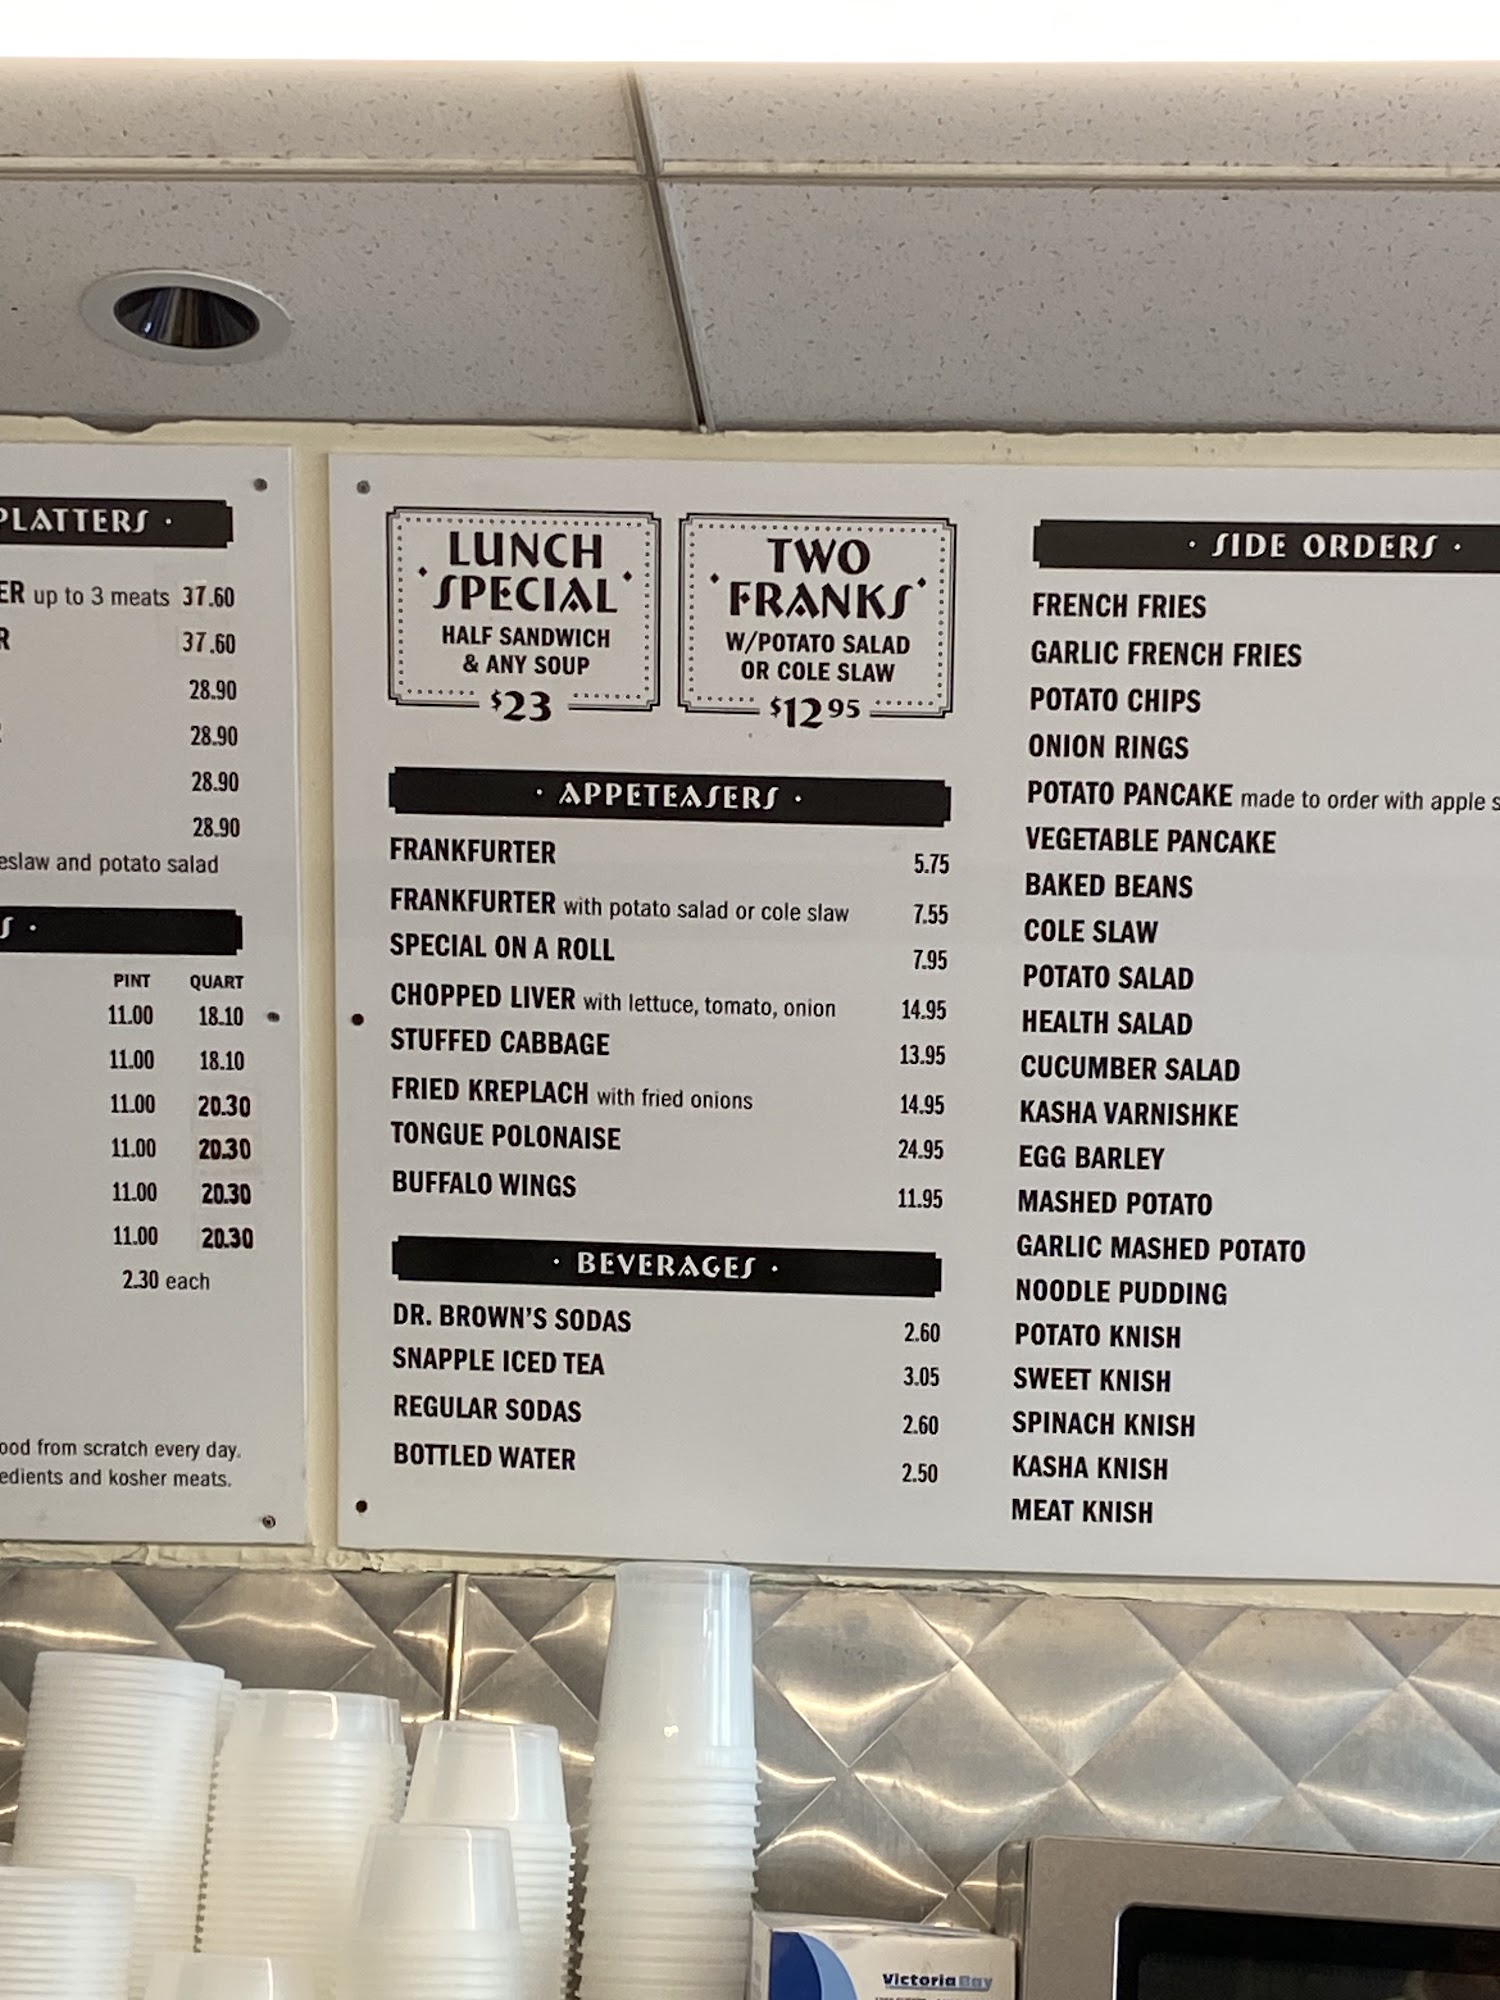 PLATTERS ·
up to 3 meats 37.60
37.60
28.90
28.90
28.90
28.90
and potato salad
PINT QUART
11.00 18.10
11.00 18.10
11.00 20.30
11.00 20.30
11.00 20.30
11.00 20.30
2.30 each
from scratch every day.
and kosher meats.
LUNCH
· SPECIAL ·
HALF SANDWICH
& ANY SOUP
$23
TWO
· FRANKS ·
W/POTATO SALAD
OR COLE SLAW
$12.95
· APPETEASERS ·
FRANKFURTER 5.75
FRANKFURTER with potato salad or cole slaw 7.55
SPECIAL ON A ROLL 7.95
CHOPPED LIVER with lettuce, tomato, onion 14.95
STUFFED CABBAGE 13.95
FRIED KREPLACH with fried onions 14.95
TONGUE POLONAISE 24.95
BUFFALO WINGS 11.95
· BEVERAGES ·
DR. BROWN'S SODAS 2.60
SNAPPLE ICED TEA 3.05
REGULAR SODAS 2.60
BOTTLED WATER 2.50
· SIDE ORDERS ·
FRENCH FRIES
GARLIC FRENCH FRIES
POTATO CHIPS
ONION RINGS
POTATO PANCAKE made to order with apple
VEGETABLE PANCAKE
BAKED BEANS
COLE SLAW
POTATO SALAD
HEALTH SALAD
CUCUMBER SALAD
KASHA VARNISHKE
EGG BARLEY
MASHED POTATO
GARLIC MASHED POTATO
NOODLE PUDDING
POTATO KNISH
SWEET KNISH
SPINACH KNISH
KASHA KNISH
MEAT KNISH
Victoria Bay